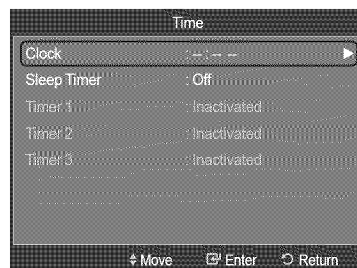 Time
Clock : -- : -- --
Sleep Timer : Off
Timer 1 : Inactivated
Timer 2 : Inactivated
Timer 3 : Inactivated
Move Enter Return